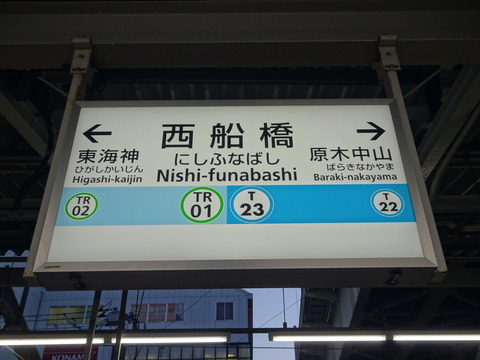 西船橋
にしふなばし
Nishi-funabashi
東海神
ひがしかいじん
Higashi-kaijin
原木中山
ばらきなかやま
Baraki-nakayama
TR
02
TR
01
T
23
T
22
KONAMI